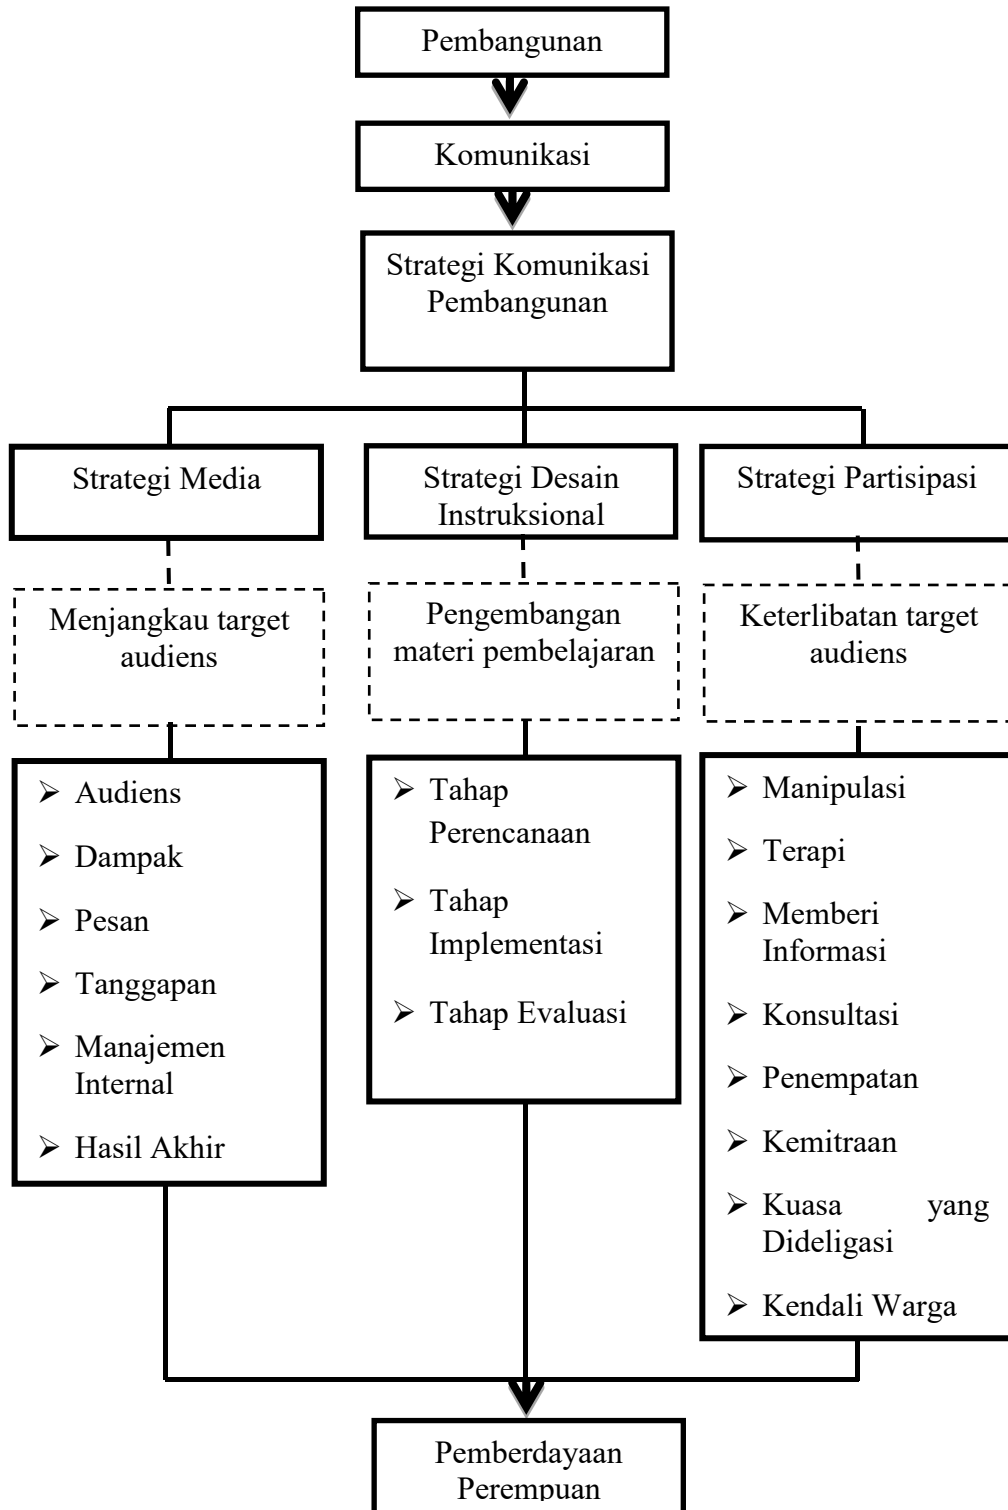 Pembangunan
Komunikasi
Strategi Komunikasi
Pembangunan
Strategi Media
Strategi Desain
Instruksional
Strategi Partisipasi
Menjangkau target
audiens
Pengembangan
materi pembelajaran
Keterlibatan target
audiens
➢ Audiens
➢ Dampak
➢ Pesan
➢ Tanggapan
➢ Manajemen
Internal
➢ Hasil Akhir
➢ Tahap
Perencanaan
➢ Tahap
Implementasi
➢ Tahap Evaluasi
➢ Manipulasi
➢ Terapi
➢ Memberi
Informasi
➢ Konsultasi
➢ Penempatan
➢ Kemitraan
➢ Kuasa yang
Dideligasi
➢ Kendali Warga
Pemberdayaan
Perempuan